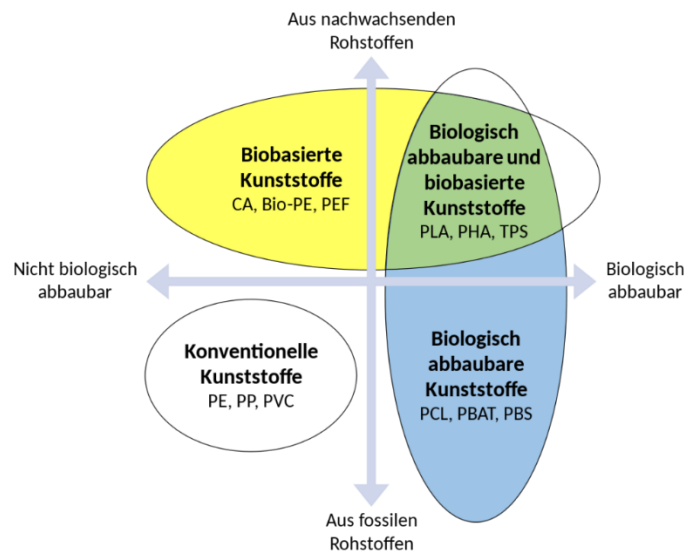 Aus nachwachsenden
Rohstoffen
Biobasierte
Kunststoffe
CA, Bio-PE, PEF
Biologisch
abbaubare und
biobasierte
Kunststoffe
PLA, PHA, TPS
Nicht biologisch
abbaubar
Biologisch
abbaubar
Konventionelle
Kunststoffe
PE, PP, PVC
Biologisch
abbaubare
Kunststoffe
PCL, PBAT, PBS
Aus fossilen
Rohstoffen